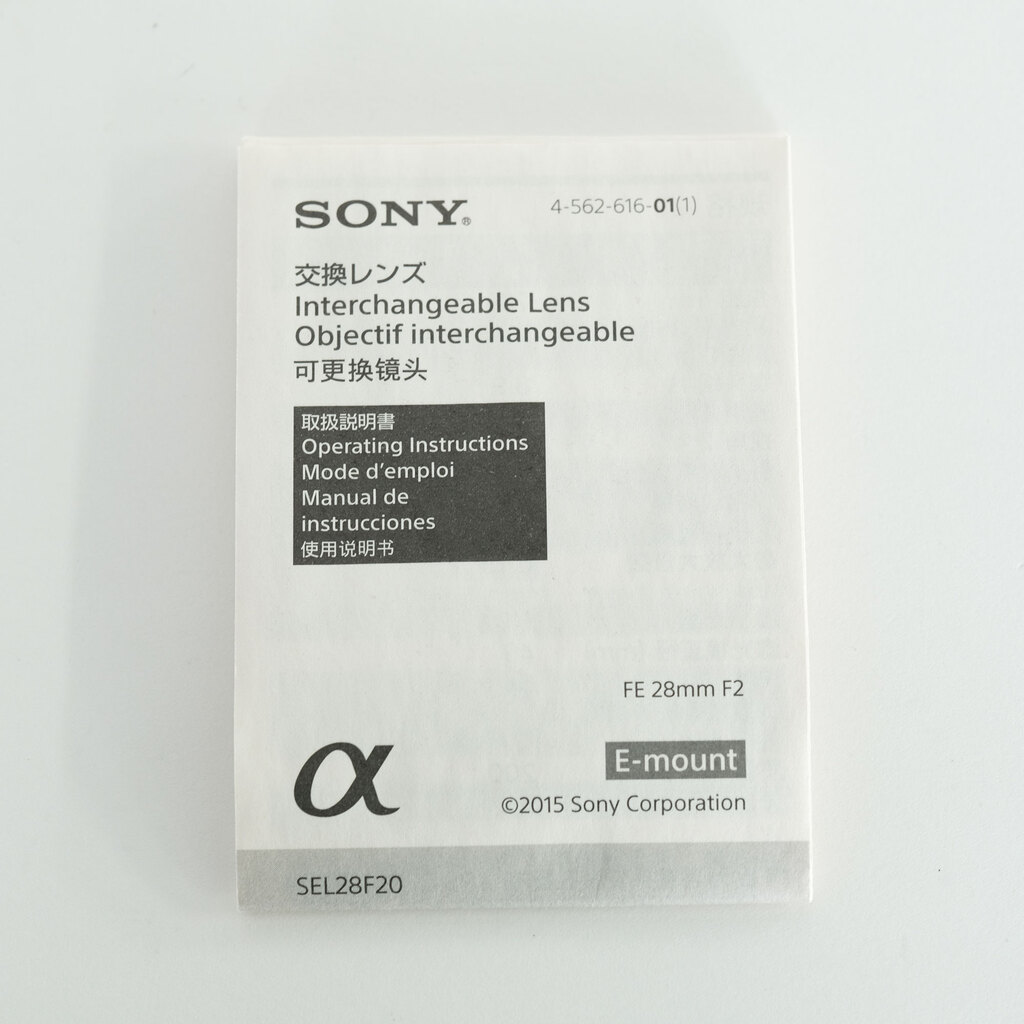 SONY®
4-562-616-01(1)
交換レンズ
Interchangeable Lens
Objectif interchangeable
可更换镜头
取扱説明書
Operating Instructions
Mode d'emploi
Manual de
instrucciones
使用说明书
FE 28mm F2
α
E-mount
©2015 Sony Corporation
SEL28F20